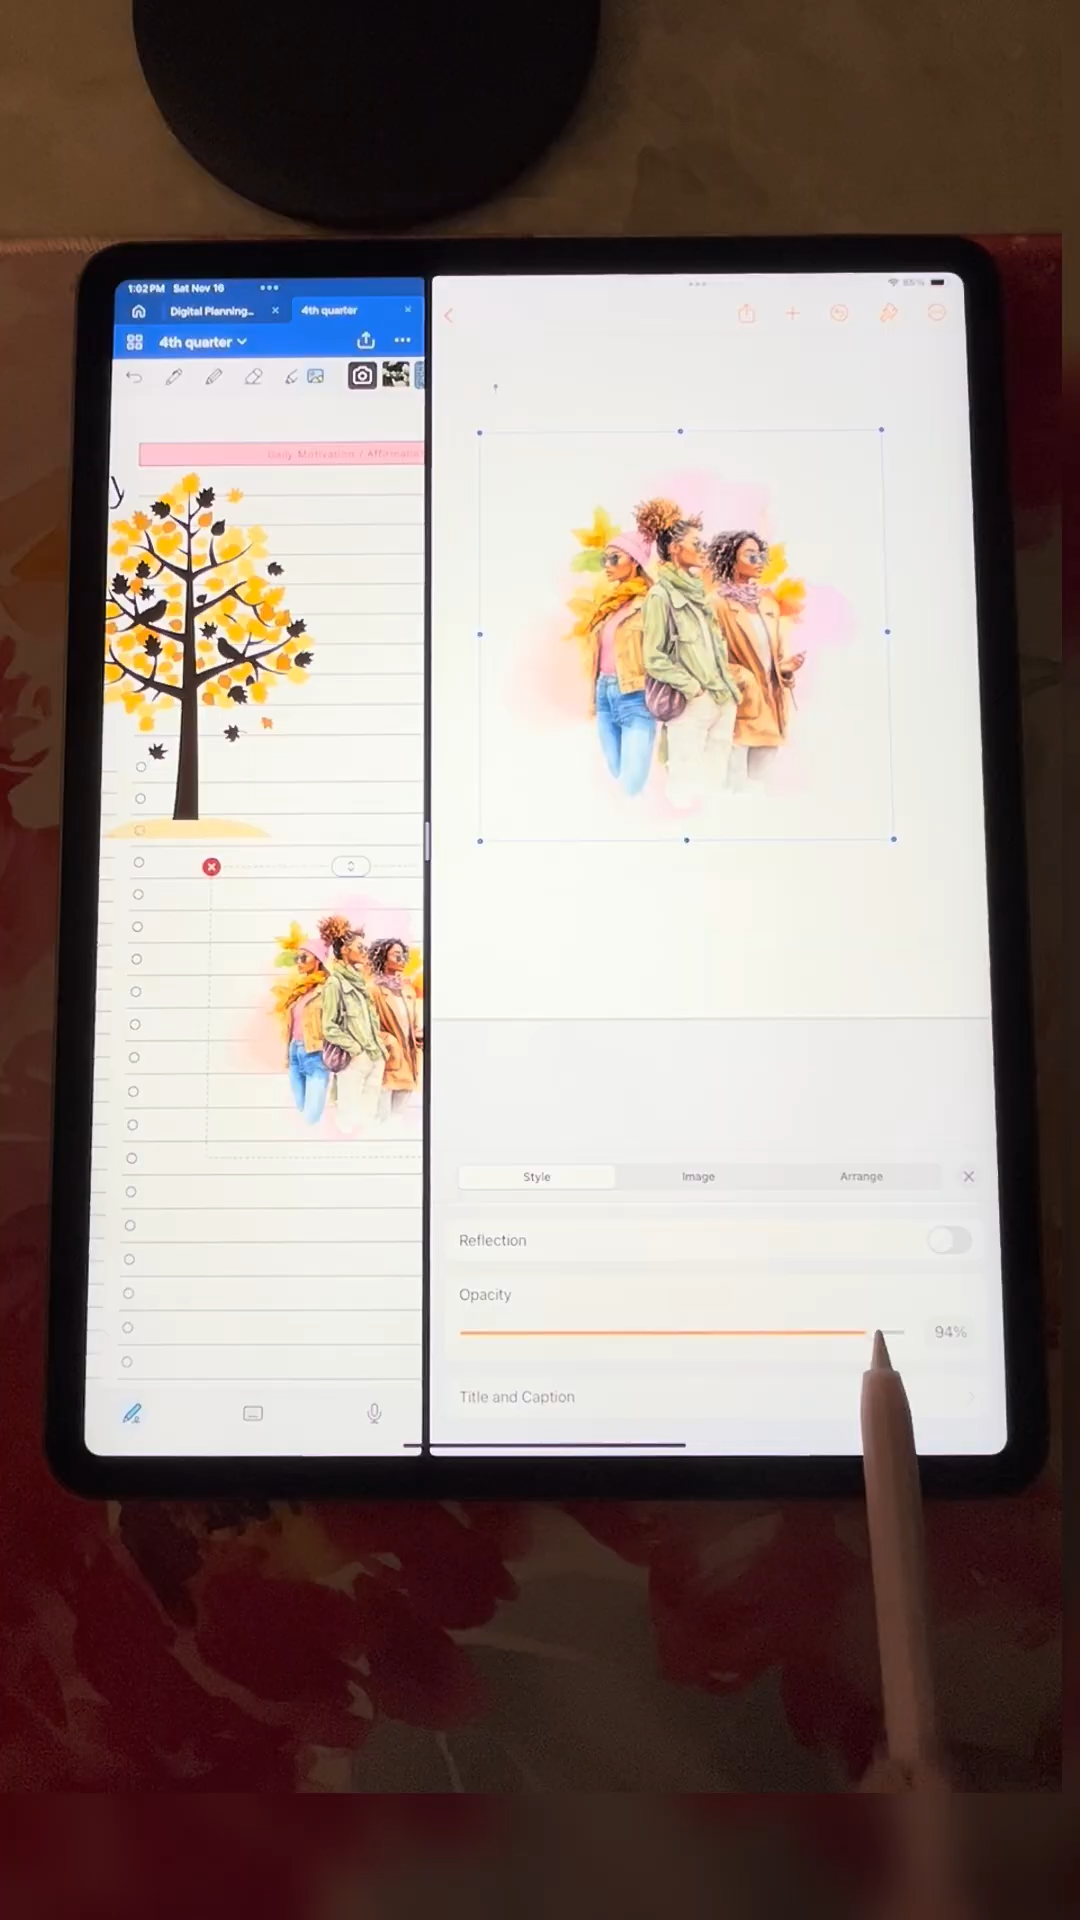 1:02 PM Sat Nov 16
Digital Planning...
4th quarter
4th quarter
Daily Motivation / Affirmatio
85%
Style
Image
Arrange
Reflection
Opacity
94%
Title and Caption